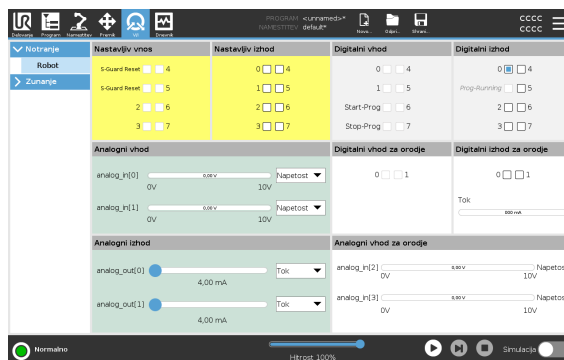 UR
PROGRAM <unnamed>*
NAMESTITEV default*
CCCC
CCCC
Delovanje Program Namestitev Premik V/I Dnevnik
Novo... Odpri... Shrani...
Notranje
Robot
Zunanje
Nastavljiv vnos
S-Guard Reset 4
S-Guard Reset 5
2 6
3 7
Nastavljiv izhod
0 4
1 5
2 6
3 7
Digitalni vhod
0 4
1 5
Start-Prog 6
Stop-Prog 7
Digitalni izhod
0 4
Prog-Running 5
2 6
3 7
Analogni vhod
analog_in[0] 0,00 V Napetost
0V 10V
analog_in[1] 0,00 V Napetost
0V 10V
Digitalni vhod za orodje
0 1
Digitalni izhod za orodje
0 1
Tok
000 mA
Analogni izhod
analog_out[0] Tok
4,00 mA
analog_out[1] Tok
4,00 mA
Analogni vhod za orodje
analog_in[2] 0,00 V Napetos
0V 10V
analog_in[3] 0,00 V Napetos
0V 10V
Normalno
Hitrost 100%
Simulacija